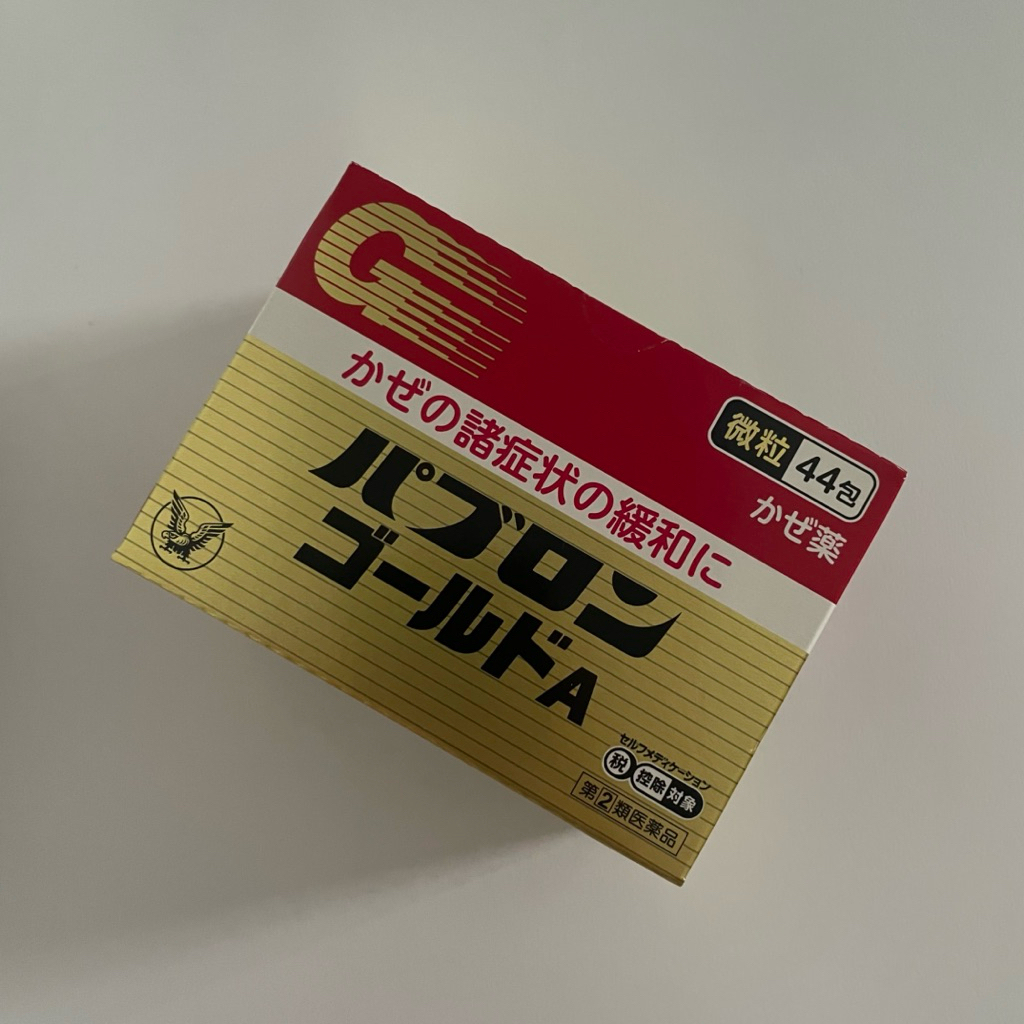 G
微粒 44包
かぜ薬
かぜの諸症状の緩和に
パブロン
ゴールドA
セルフメディケーション
税 控除 対象
第②類医薬品